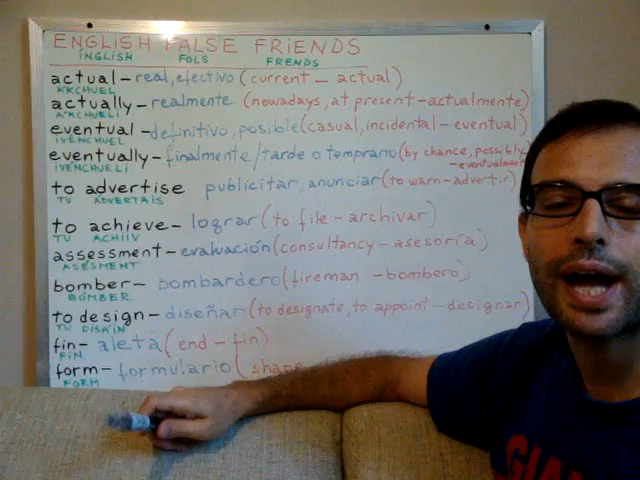 ENGLISH FALSE FRIENDS
INGLISH FOLS FRENDS
actual - real, efectivo (current - actual)
AKCHUEL
actually - realmente (nowadays, at present - actualmente)
AKCHUELI
eventual - definitivo, posible (casual, incidental - eventual)
IVENCHUEL
eventually - finalmente / tarde o temprano (by chance, possibly
IVENCHUELI - eventualment
to advertise publicitar, anunciar (to warn - advertir)
TU ADVERTAIS
to achieve - lograr (to file - archivar)
TU ACHIIV
assessment - evaluación (consultancy - asesoría)
ASESMENT
bomber - bombardero (fireman - bombero)
BOMBER
to design - diseñar (to designate, to appoint - designar)
TU DISAIN
fin - aleta (end - fin)
FIN
form - formulario (shape
FORM